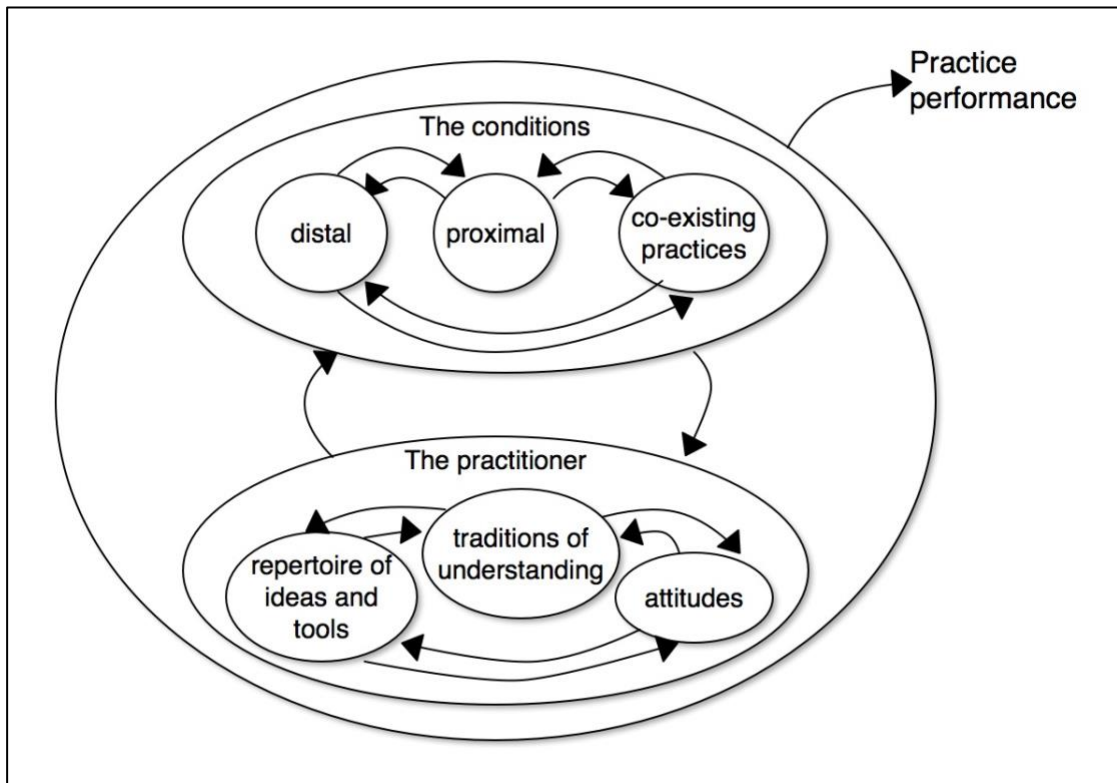 Practice
performance
The conditions
distal
proximal
co-existing
practices
The practitioner
traditions of
understanding
repertoire of
ideas and
tools
attitudes